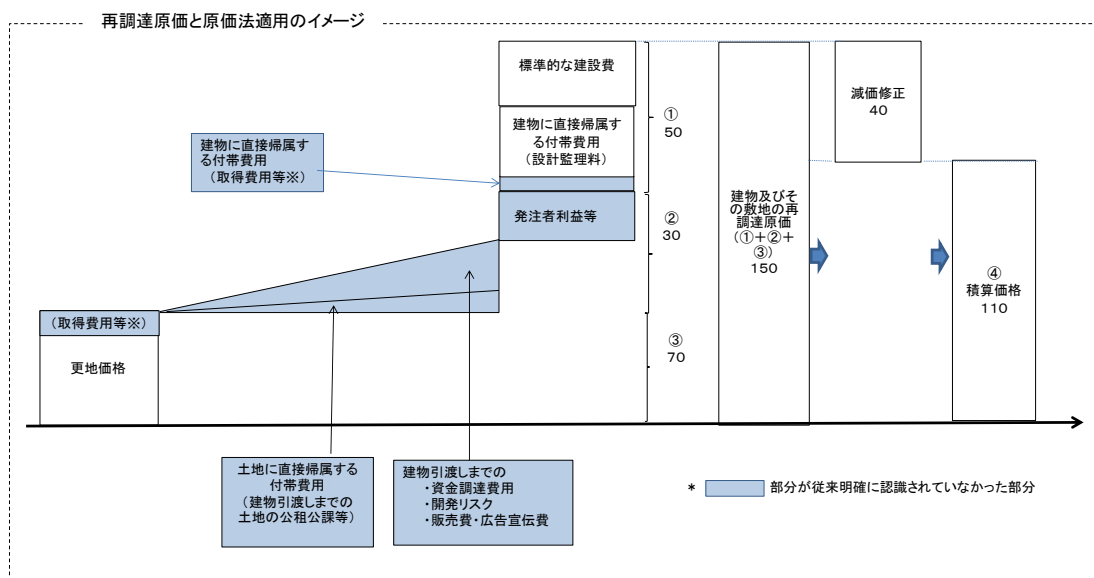 再調達原価と原価法適用のイメージ
標準的な建設費
建物に直接帰属す
る付帯費用
(設計監理料)
建物に直接帰属す
る付帯費用
(取得費用等※)
発注者利益等
①
50
②
30
③
70
減価修正
40
建物及びそ
の敷地の再
調達原価
(①+②+
③)
150
④
積算価格
110
(取得費用等※)
更地価格
土地に直接帰属する
付帯費用
(建物引渡しまでの
土地の公租公課等)
建物引渡しまでの
・資金調達費用
・開発リスク
・販売費・広告宣伝費
* 部分が従来明確に認識されていなかった部分